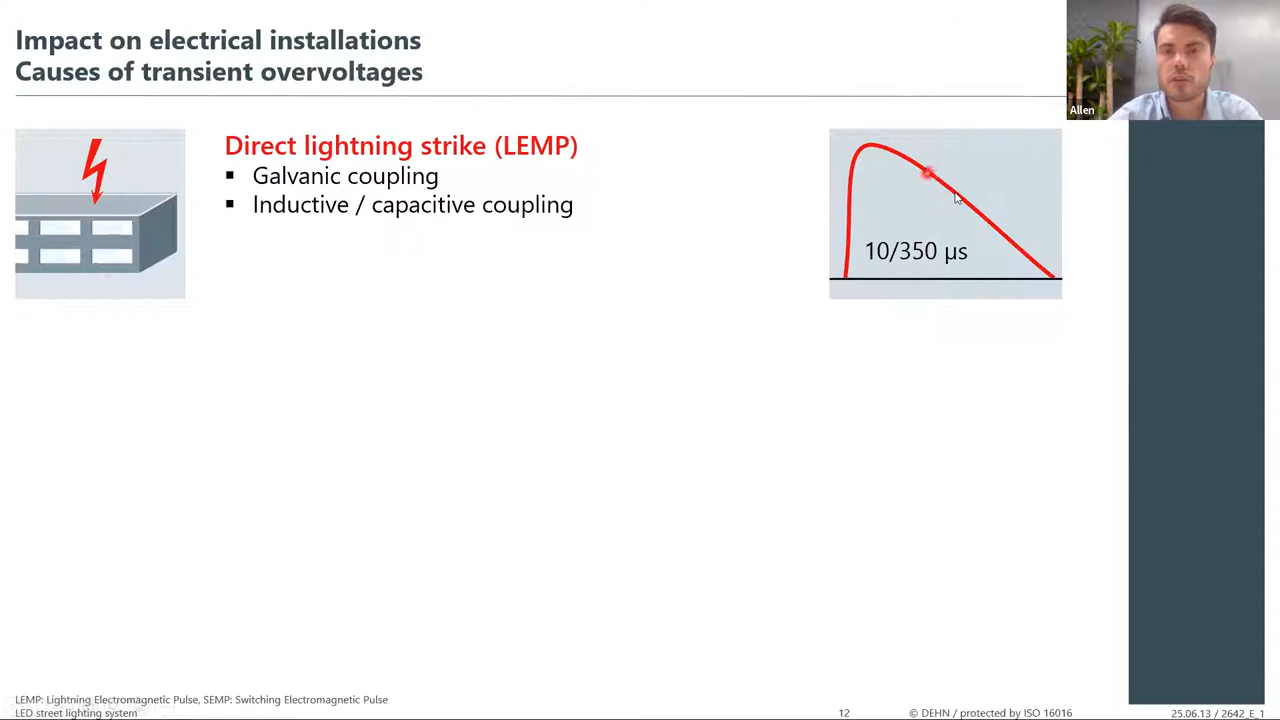 Impact on electrical installations
Causes of transient overvoltages
Allen
Direct lightning strike (LEMP)
▪ Galvanic coupling
▪ Inductive / capacitive coupling
10/350 µs
LEMP: Lightning Electromagnetic Pulse, SEMP: Switching Electromagnetic Pulse
LED street lighting system
12
© DEHN / protected by ISO 16016
25.06.13 / 2642_E_1